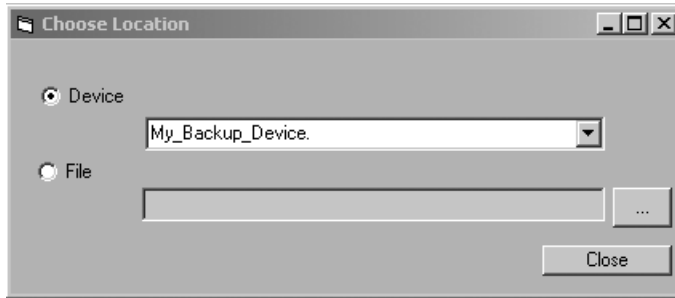 Choose Location
Device
My_Backup_Device.
File
...
Close